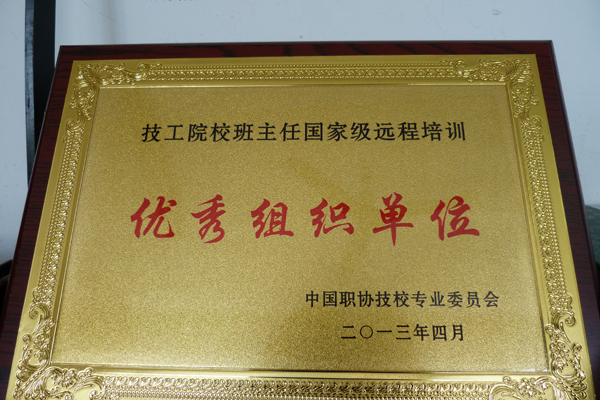 技工院校班主任国家级远程培训
优秀组织单位
中国职协技校专业委员会
二〇一三年四月